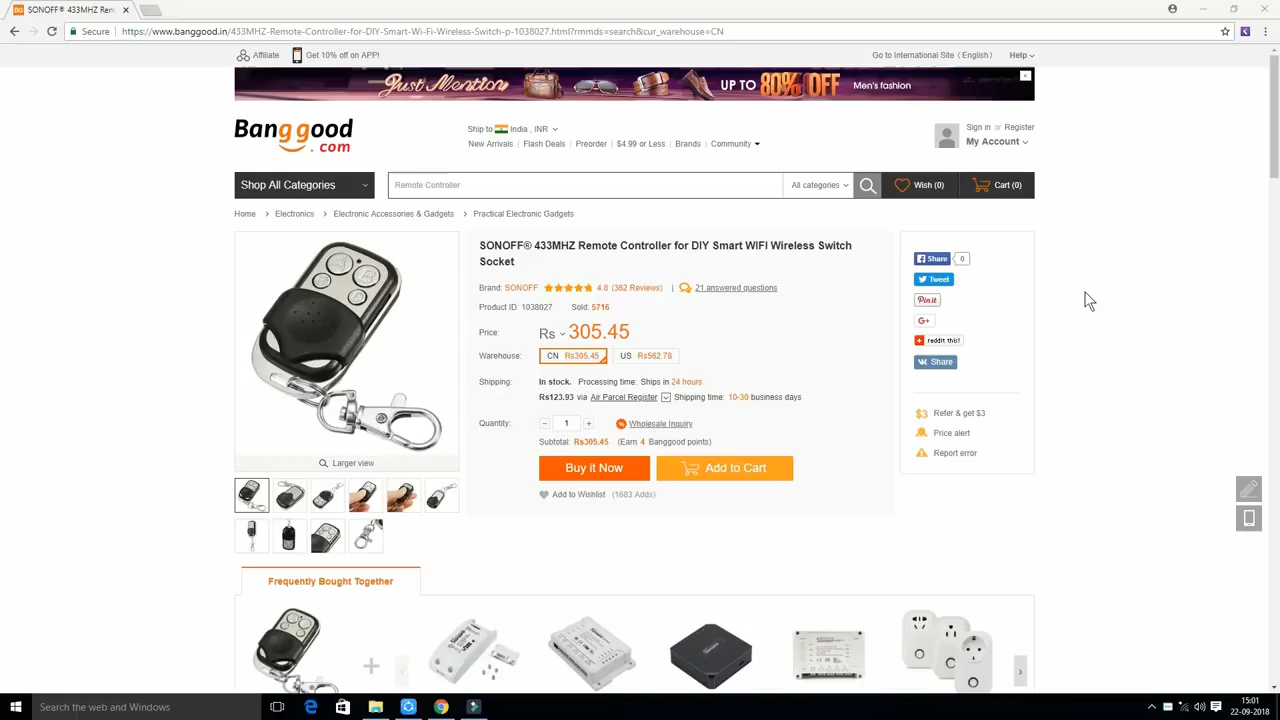 SONOFF® 433MHZ Rem
Secure
https://www.banggood.in/433MHZ-Remote-Controller-for-DIY-Smart-Wi-Fi-Wireless-Switch-p-1038027.html?rmmds=search&cur_warehouse=CN
Affiliate
Get 10% off on APP!
Go to International Site ( English )
Help
Just Mention
UP TO 80% OFF
Men's fashion
Banggood
.com
Ship to India , INR
Sign in or Register
My Account
New Arrivals | Flash Deals | Preorder | $4.99 or Less | Brands | Community
Shop All Categories
Remote Controller
All categories
Wish (0)
Cart (0)
Home > Electronics > Electronic Accessories & Gadgets > Practical Electronic Gadgets
SONOFF® 433MHZ Remote Controller for DIY Smart WIFI Wireless Switch
Socket
Brand: SONOFF 4.8 (362 Reviews) | 21 answered questions
Product ID: 1038027 Sold: 5716
Price: Rs 305.45
Warehouse: CN Rs305.45 US Rs562.78
Shipping: In stock. Processing time: Ships in 24 hours
Rs123.93 via Air Parcel Register Shipping time: 10-30 business days
Quantity: - 1 + Wholesale Inquiry
Subtotal: Rs305.45 (Earn 4 Banggood points)
Buy it Now
Add to Cart
Add to Wishlist (1683 Adds)
Share 0
Tweet
Pin it
G+
reddit this!
Share
$3 Refer & get $3
Price alert
Report error
A
B
Larger view
Frequently Bought Together
Search the web and Windows
15:01
22-09-2018